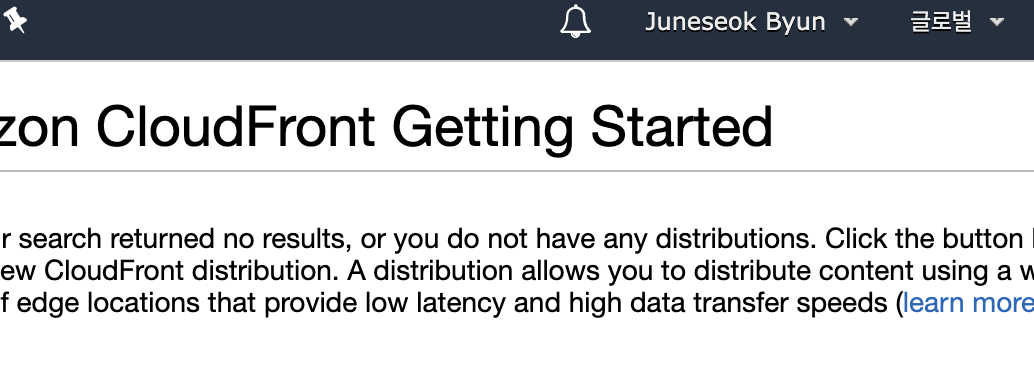 Juneseok Byun 글로벌
zon CloudFront Getting Started
r search returned no results, or you do not have any distributions. Click the button
ew CloudFront distribution. A distribution allows you to distribute content using a w
f edge locations that provide low latency and high data transfer speeds (learn more